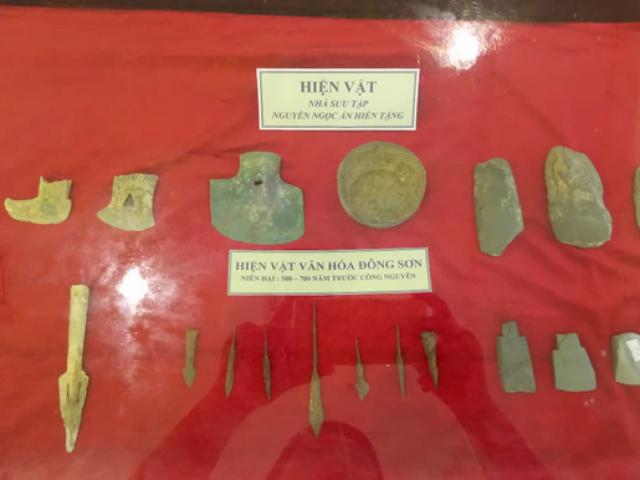 HIỆN VẬT
NHÀ SƯU TẬP
NGUYỄN NGỌC ẨN HIẾN TẶNG
HIỆN VẬT VĂN HÓA ĐÔNG SƠN
NIÊN ĐẠI : 500 - 700 NĂM TRƯỚC CÔNG NGUYÊN